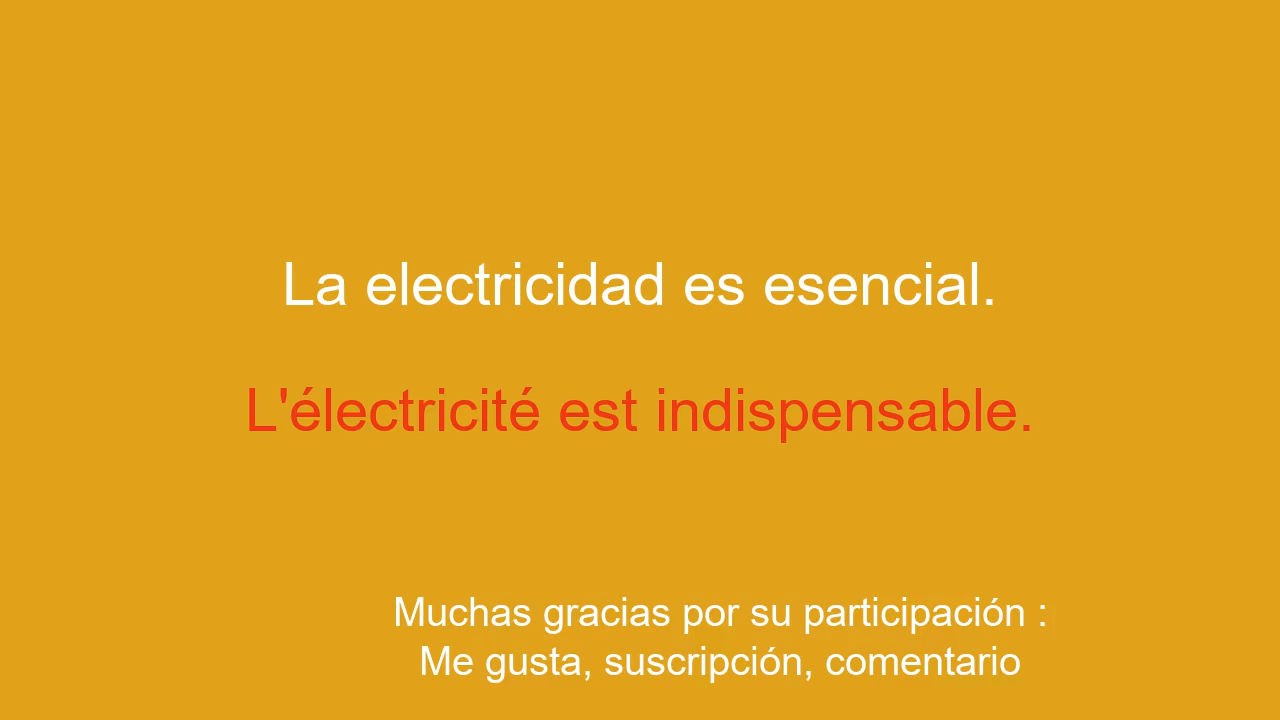 La electricidad es esencial.
L'électricité est indispensable.
Muchas gracias por su participación :
Me gusta, suscripción, comentario